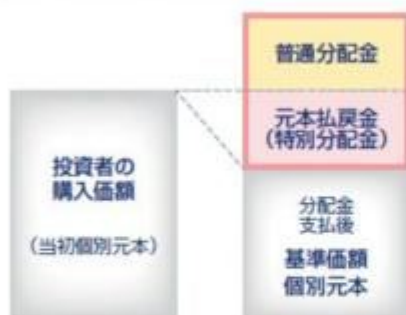 普通分配金
元本払戻金
(特別分配金)
投資者の
購入価額
(当初個別元本)
分配金
支払後
基準価額
個別元本